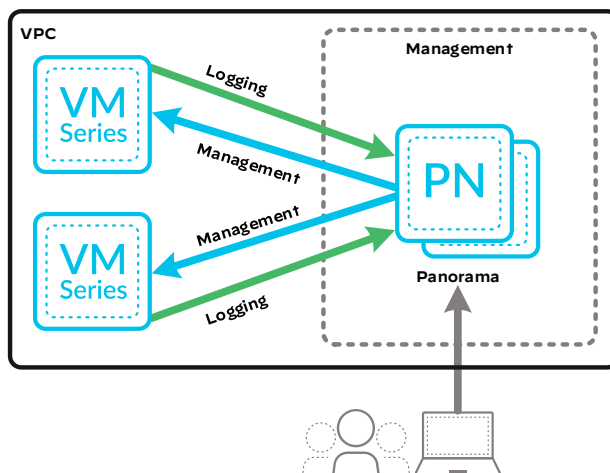 VPC
Management
VM
Series
Logging
Management
PN
Management
VM
Series
Logging
Panorama